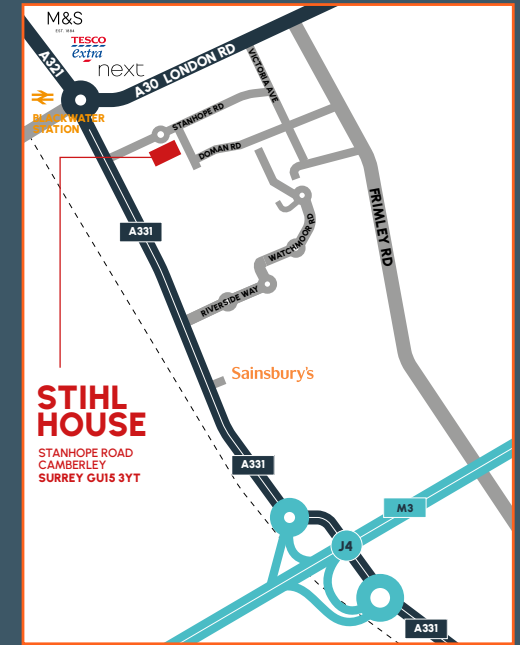 M&S
EST. 1884
TESCO
extra
next
A321
A30 LONDON RD
VICTORIA AVE
BLACKWATER
STATION
STANHOPE RD
DOMAN RD
FRIMLEY RD
A331
WATCHMOOR RD
RIVERSIDE WAY
Sainsbury's
STIHL
HOUSE
STANHOPE ROAD
CAMBERLEY
SURREY GU15 3YT
A331
M3
J4
A331